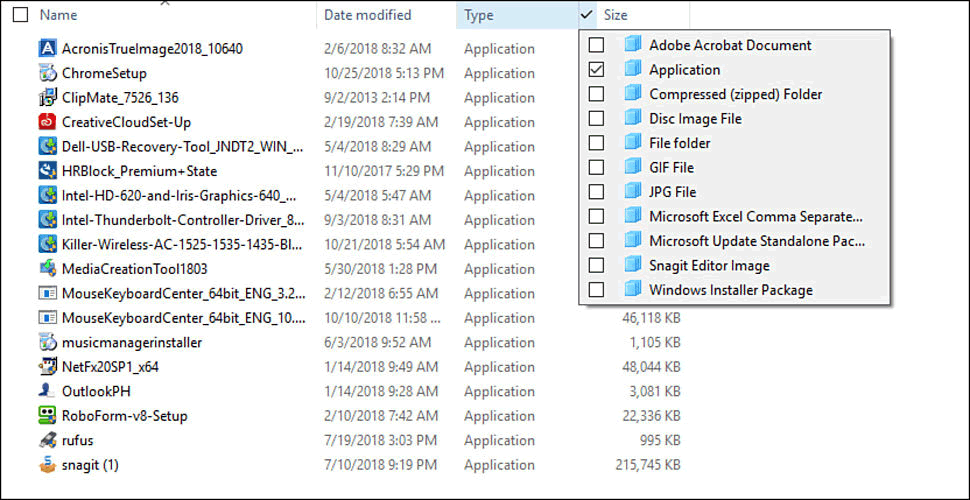 Name Date modified Type Size
AcronisTrueImage2018_10640 2/6/2018 8:32 AM Application Adobe Acrobat Document
ChromeSetup 10/25/2018 5:13 PM Application Application
ClipMate_7526_136 9/2/2013 2:14 PM Application Compressed (zipped) Folder
CreativeCloudSet-Up 2/19/2018 7:39 AM Application Disc Image File
Dell-USB-Recovery-Tool_JNDT2_WIN_... 5/4/2018 8:29 AM Application File folder
HRBlock_Premium+State 11/10/2017 5:29 PM Application GIF File
Intel-HD-620-and-Iris-Graphics-640_... 5/4/2018 5:47 AM Application JPG File
Intel-Thunderbolt-Controller-Driver_8... 9/3/2018 8:31 AM Application Microsoft Excel Comma Separate...
Killer-Wireless-AC-1525-1535-1435-Bl... 10/21/2018 5:54 AM Application Microsoft Update Standalone Pac...
MediaCreationTool1803 5/30/2018 1:28 PM Application Snagit Editor Image
MouseKeyboardCenter_64bit_ENG_3.2... 2/12/2018 6:55 AM Application Windows Installer Package
MouseKeyboardCenter_64bit_ENG_10.... 10/10/2018 11:58 ... Application 46,118 KB
musicmanagerinstaller 6/3/2018 9:52 AM Application 1,105 KB
NetFx20SP1_x64 1/14/2018 9:49 AM Application 48,044 KB
OutlookPH 1/14/2018 9:28 AM Application 3,081 KB
RoboForm-v8-Setup 2/10/2018 7:42 AM Application 22,336 KB
rufus 7/19/2018 3:03 PM Application 995 KB
snagit (1) 7/10/2018 9:19 PM Application 215,745 KB